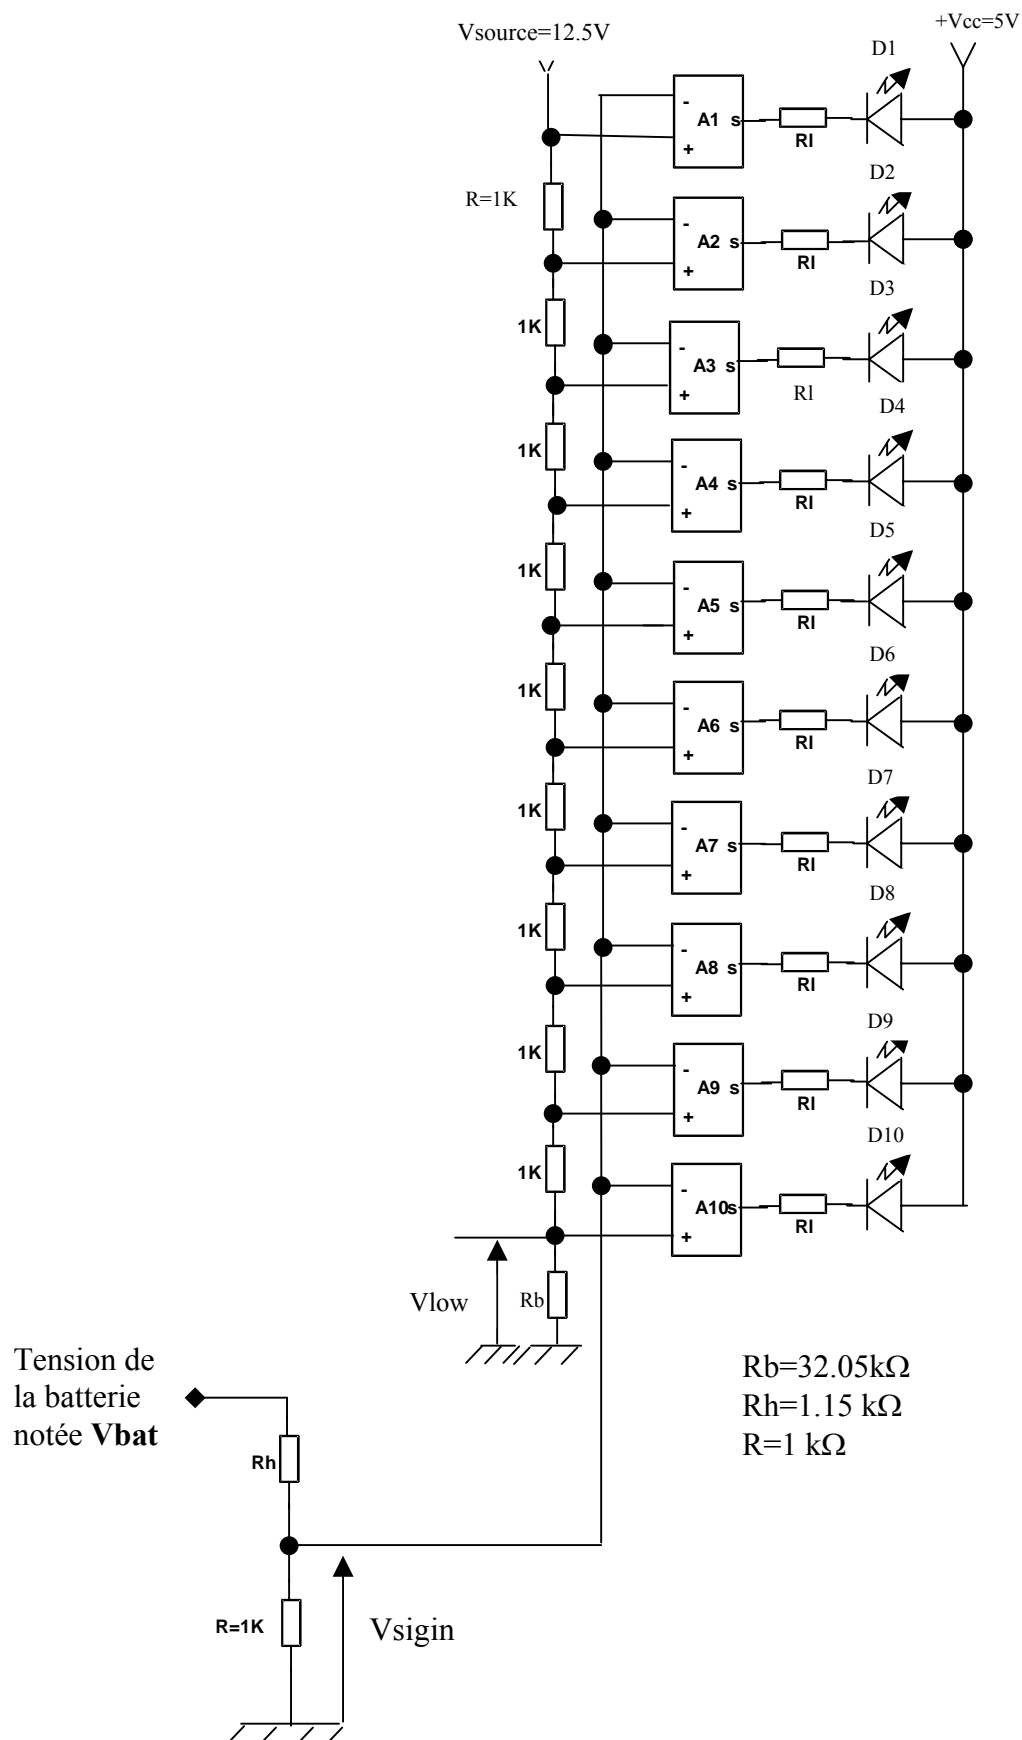 Vsource=12.5V
+Vcc=5V
D1
-
A1 s
+
Rl
R=1K
D2
-
A2 s
+
Rl
D3
1K
-
A3 s
+
Rl
D4
1K
-
A4 s
+
Rl
D5
1K
-
A5 s
+
Rl
D6
1K
-
A6 s
+
Rl
D7
1K
-
A7 s
+
Rl
D8
1K
-
A8 s
+
Rl
D9
1K
-
A9 s
+
Rl
D10
1K
-
A10s
+
Rl
Vlow
Rb
Tension de
la batterie
notée Vbat
Rb=32.05kΩ
Rh=1.15 kΩ
R=1 kΩ
Rh
R=1K
Vsigin